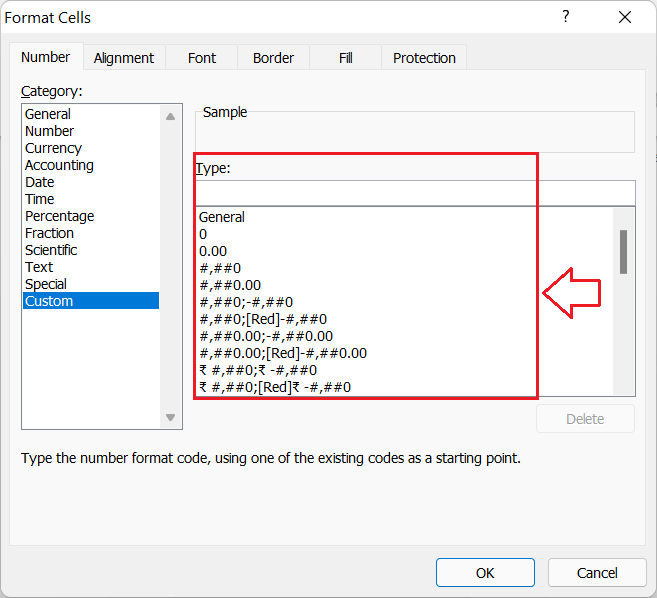 Format Cells
?
Number Alignment Font Border Fill Protection
Category:
General
Number
Currency
Accounting
Date
Time
Percentage
Fraction
Scientific
Text
Special
Custom
Sample
Type:
General
0
0.00
#,##0
#,##0.00
#,##0;-#,##0
#,##0;[Red]-#,##0
#,##0.00;-#,##0.00
#,##0.00;[Red]-#,##0.00
₹ #,##0;₹ -#,##0
₹ #,##0;[Red]₹ -#,##0
Delete
Type the number format code, using one of the existing codes as a starting point.
OK Cancel